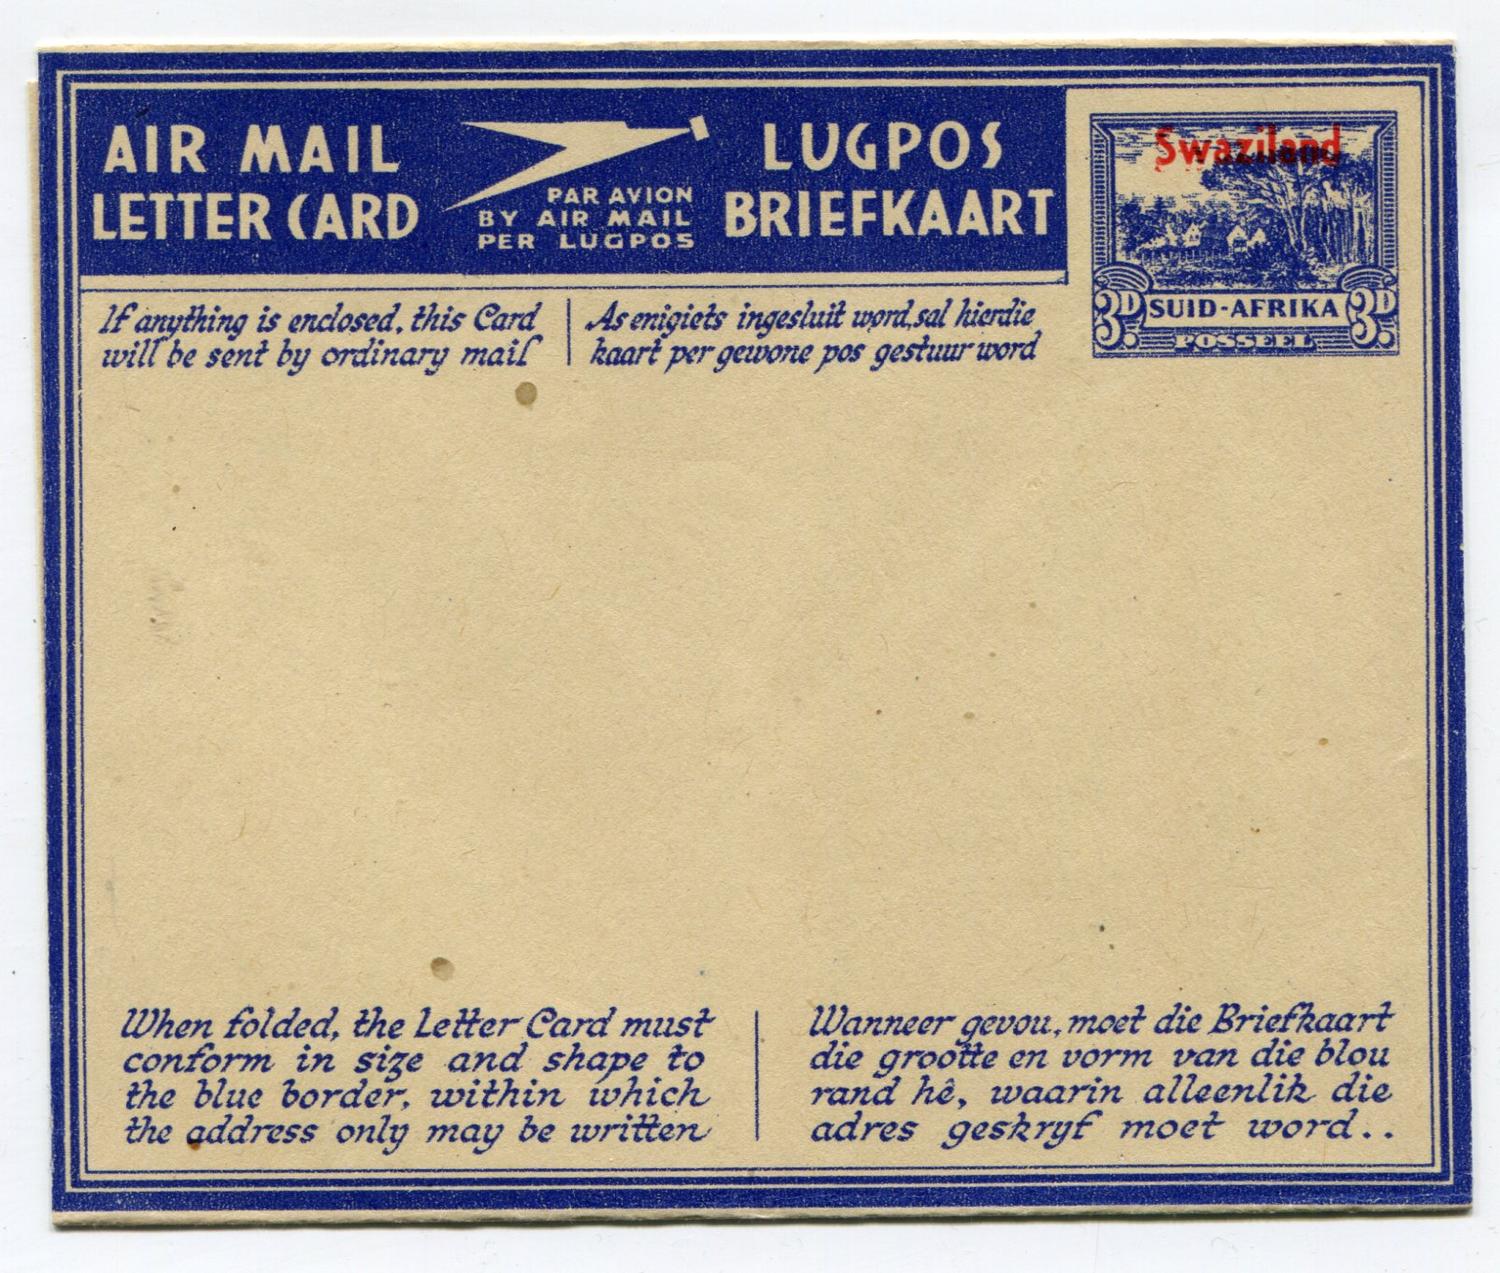 AIR MAIL
LETTER CARD
PAR AVION
BY AIR MAIL
PER LUGPOS
LUGPOS
BRIEFKAART
Swaziland
3D SUID-AFRIKA 3D
POSSEEL
If anything is enclosed, this Card
will be sent by ordinary mail
As enigiets ingesluit word, sal hierdie
kaart per gewone pos gestuur word
When folded, the Letter Card must
conform in size and shape to
the blue border, within which
the address only may be written
Wanneer gevou, moet die Briefkaart
die grootte en vorm van die blou
rand hê, waarin alleenlik die
adres geskryf moet word..